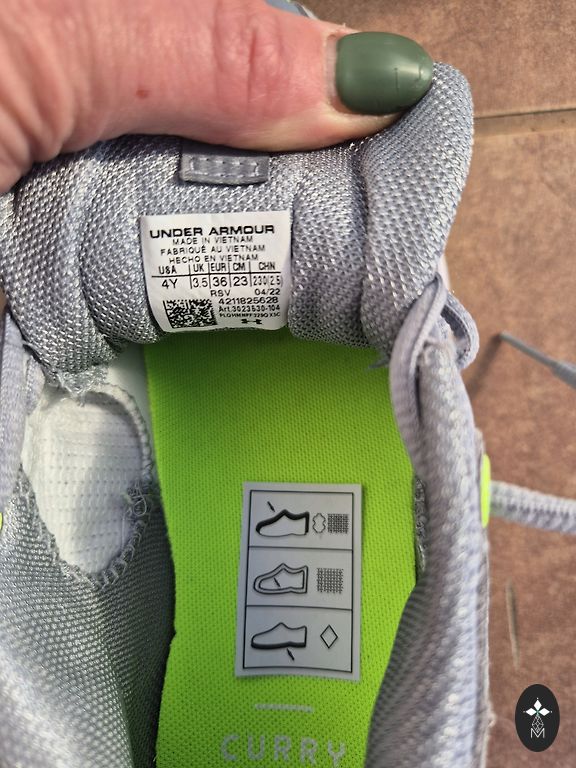 UNDER ARMOUR
MADE IN VIETNAM
FABRIQUÉ AU VIETNAM
HECHO EN VIETNAM
USA UK EUR CM CHN
4Y 3.5 36 23 230(2.5)
RSV 04/22
4211825628
Art.3023530-104
CURRY
M